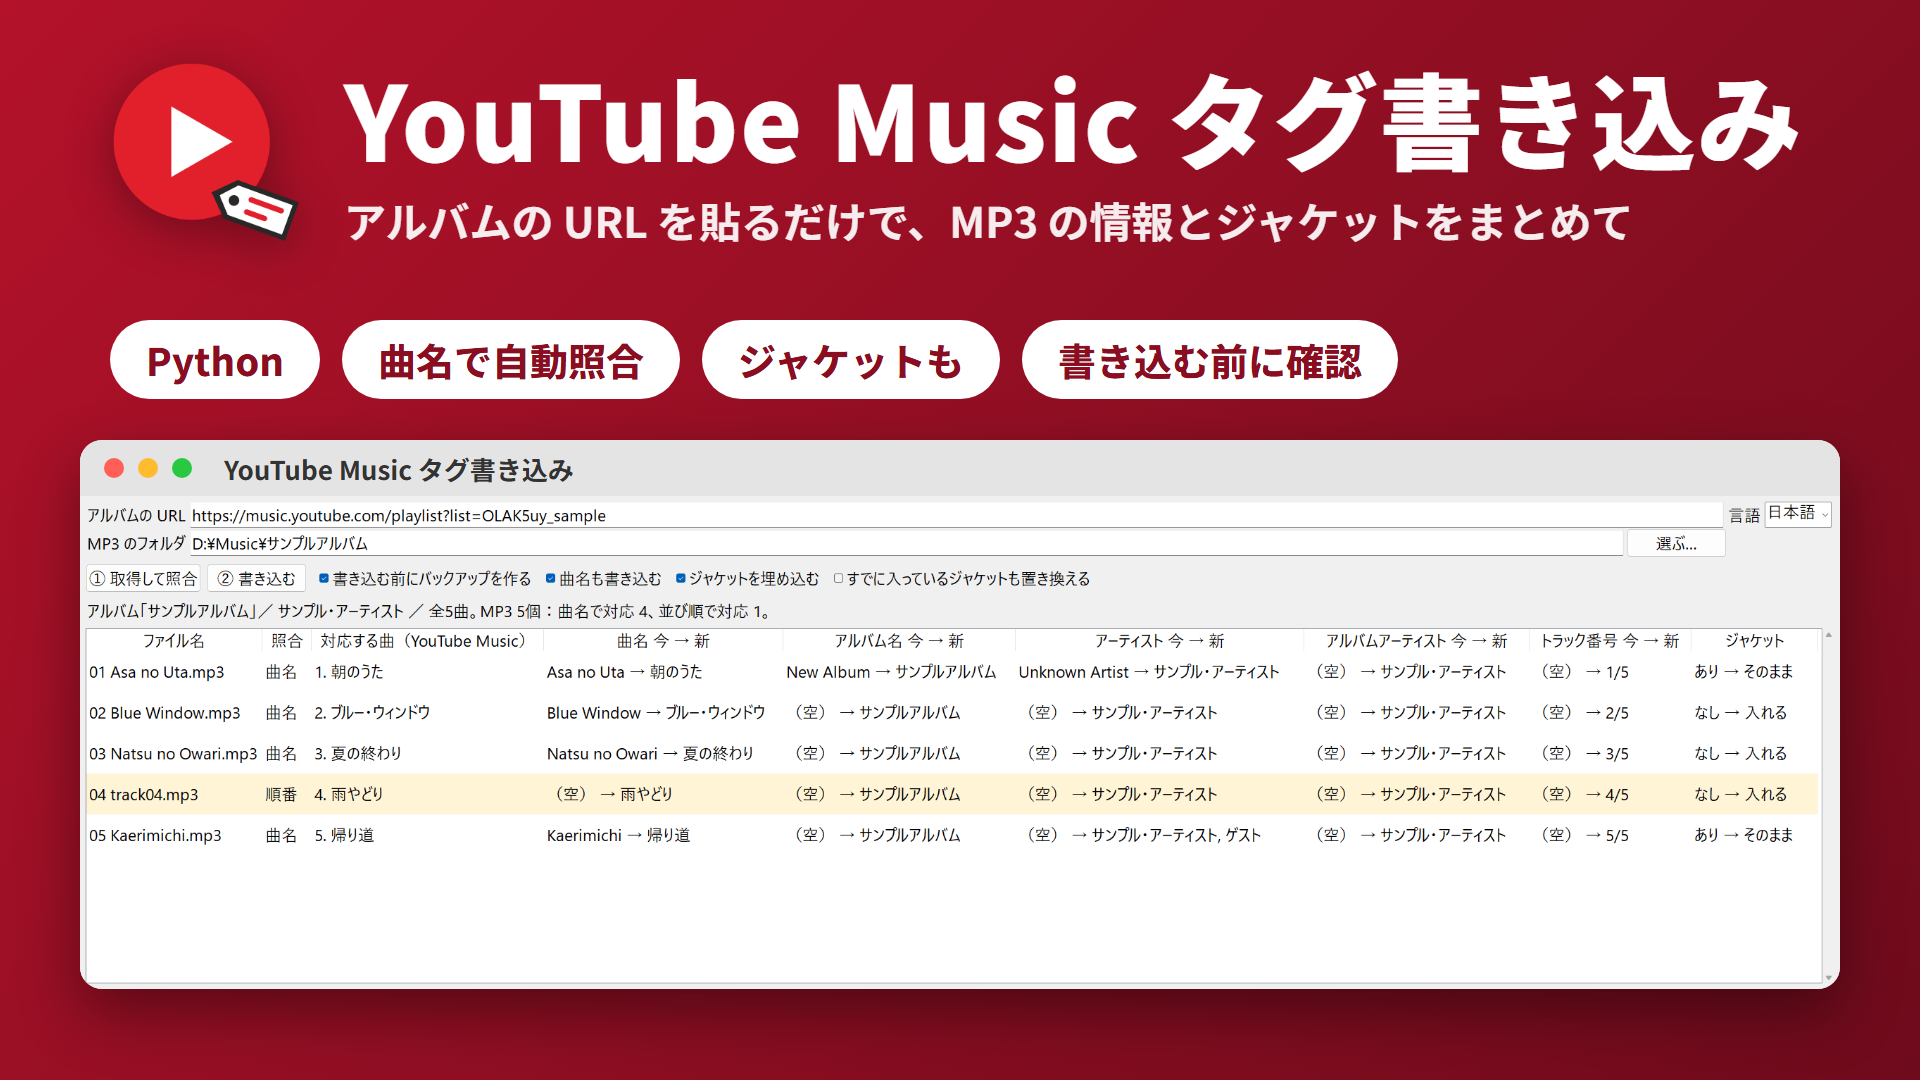 YouTube Music タグ書き込み
アルバムの URL を貼るだけで、MP3 の情報とジャケットをまとめて
Python 曲名で自動照合 ジャケットも 書き込む前に確認
YouTube Music タグ書き込み
アルバムの URL https://music.youtube.com/playlist?list=OLAK5uy_sample 言語 日本語
MP3 のフォルダ D:¥Music¥サンプルアルバム 選ぶ...
① 取得して照合 ② 書き込む 書き込む前にバックアップを作る 曲名も書き込む ジャケットを埋め込む すでに入っているジャケットも置き換える
アルバム「サンプルアルバム」／ サンプル・アーティスト ／ 全5曲。MP3 5個：曲名で対応 4、並び順で対応 1。
ファイル名 照合 対応する曲（YouTube Music） 曲名 今 → 新 アルバム名 今 → 新 アーティスト 今 → 新 アルバムアーティスト 今 → 新 トラック番号 今 → 新 ジャケット
01 Asa no Uta.mp3 曲名 1. 朝のうた Asa no Uta → 朝のうた New Album → サンプルアルバム Unknown Artist → サンプル・アーティスト （空） → サンプル・アーティスト （空） → 1/5 あり → そのまま
02 Blue Window.mp3 曲名 2. ブルー・ウィンドウ Blue Window → ブルー・ウィンドウ （空） → サンプルアルバム （空） → サンプル・アーティスト （空） → サンプル・アーティスト （空） → 2/5 なし → 入れる
03 Natsu no Owari.mp3 曲名 3. 夏の終わり Natsu no Owari → 夏の終わり （空） → サンプルアルバム （空） → サンプル・アーティスト （空） → サンプル・アーティスト （空） → 3/5 なし → 入れる
04 track04.mp3 順番 4. 雨やどり （空） → 雨やどり （空） → サンプルアルバム （空） → サンプル・アーティスト （空） → サンプル・アーティスト （空） → 4/5 なし → 入れる
05 Kaerimichi.mp3 曲名 5. 帰り道 Kaerimichi → 帰り道 （空） → サンプルアルバム （空） → サンプル・アーティスト, ゲスト （空） → サンプル・アーティスト （空） → 5/5 あり → そのまま